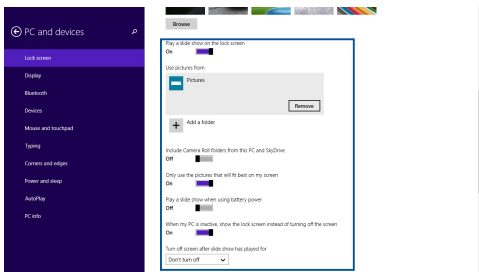 Browse
PC and devices
Play a slide show on the lock screen
On
Lock screen
Use pictures from
Display
Pictures
Bluetooth
Remove
Devices
Add a folder
Mouse and touchpad
Typing
Include Camera Roll folders from this PC and SkyDrive
Off
Corners and edges
Only use the pictures that will fit best on my screen
On
Power and sleep
AutoPlay
Play a slide show when using battery power
Off
PC info
When my PC is inactive, show the lock screen instead of turning off the screen
On
Turn off screen after slide show has played for
Don't turn off